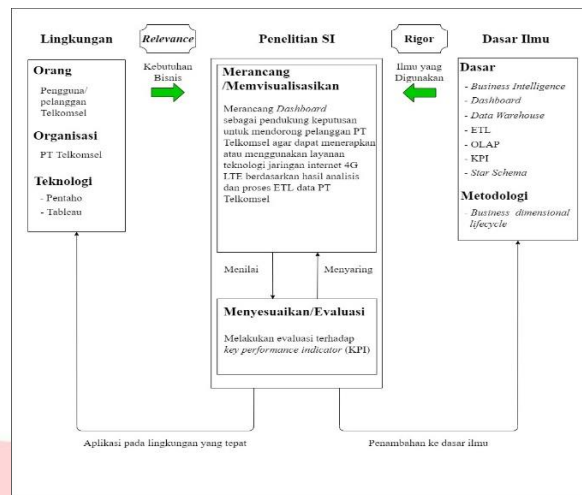 Lingkungan
Relevance
Penelitian SI
Rigor
Dasar Ilmu
Orang
Pengguna/
pelanggan
Telkomsel
Organisasi
PT Telkomsel
Teknologi
- Pentaho
- Tableau
Kebutuhan
Bisnis
Merancang
/Memvisualisasikan
Merancang Dashboard
sebagai pendukung keputusan
untuk mendorong pelanggan PT
Telkomsel agar dapat menerapkan
atau menggunakan layanan
teknologi jaringan internet 4G
LTE berdasarkan hasil analisis
dan proses ETL data PT
Telkomsel
Menilai
Menyaring
Menyesuaikan/Evaluasi
Melakukan evaluasi terhadap
key performance indicator (KPI)
Ilmu yang
Digunakan
Dasar
- Business Intelligence
- Dashboard
- Data Warehouse
- ETL
- OLAP
- KPI
- Star Schema
Metodologi
- Business dimensional
lifecycle
Aplikasi pada lingkungan yang tepat
Penambahan ke dasar ilmu